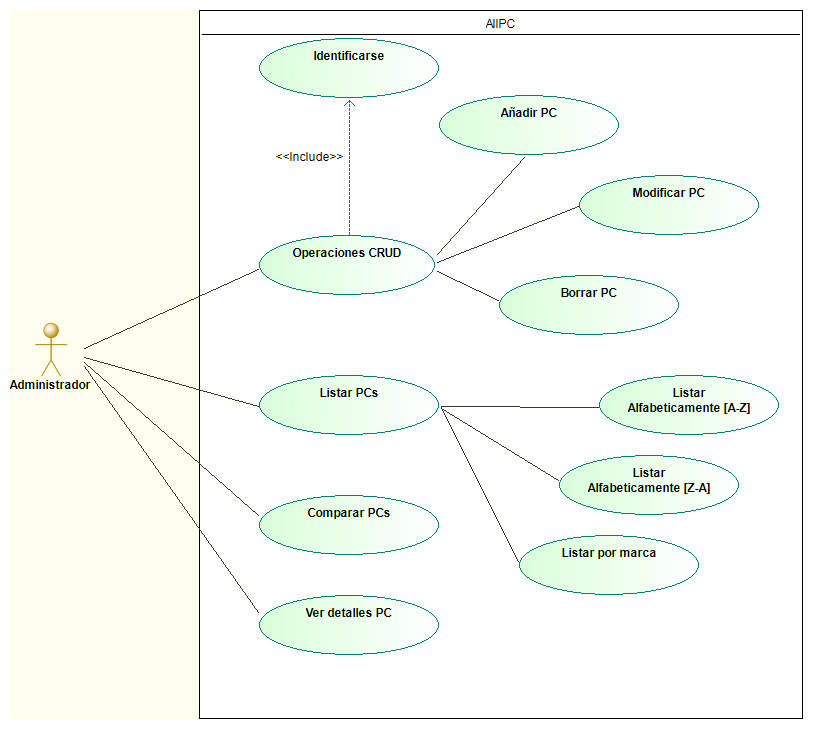 AllPC
Identificarse
Añadir PC
<<Include>>
Modificar PC
Operaciones CRUD
Borrar PC
Administrador
Listar PCs
Listar
Alfabeticamente [A-Z]
Listar
Alfabeticamente [Z-A]
Comparar PCs
Listar por marca
Ver detalles PC